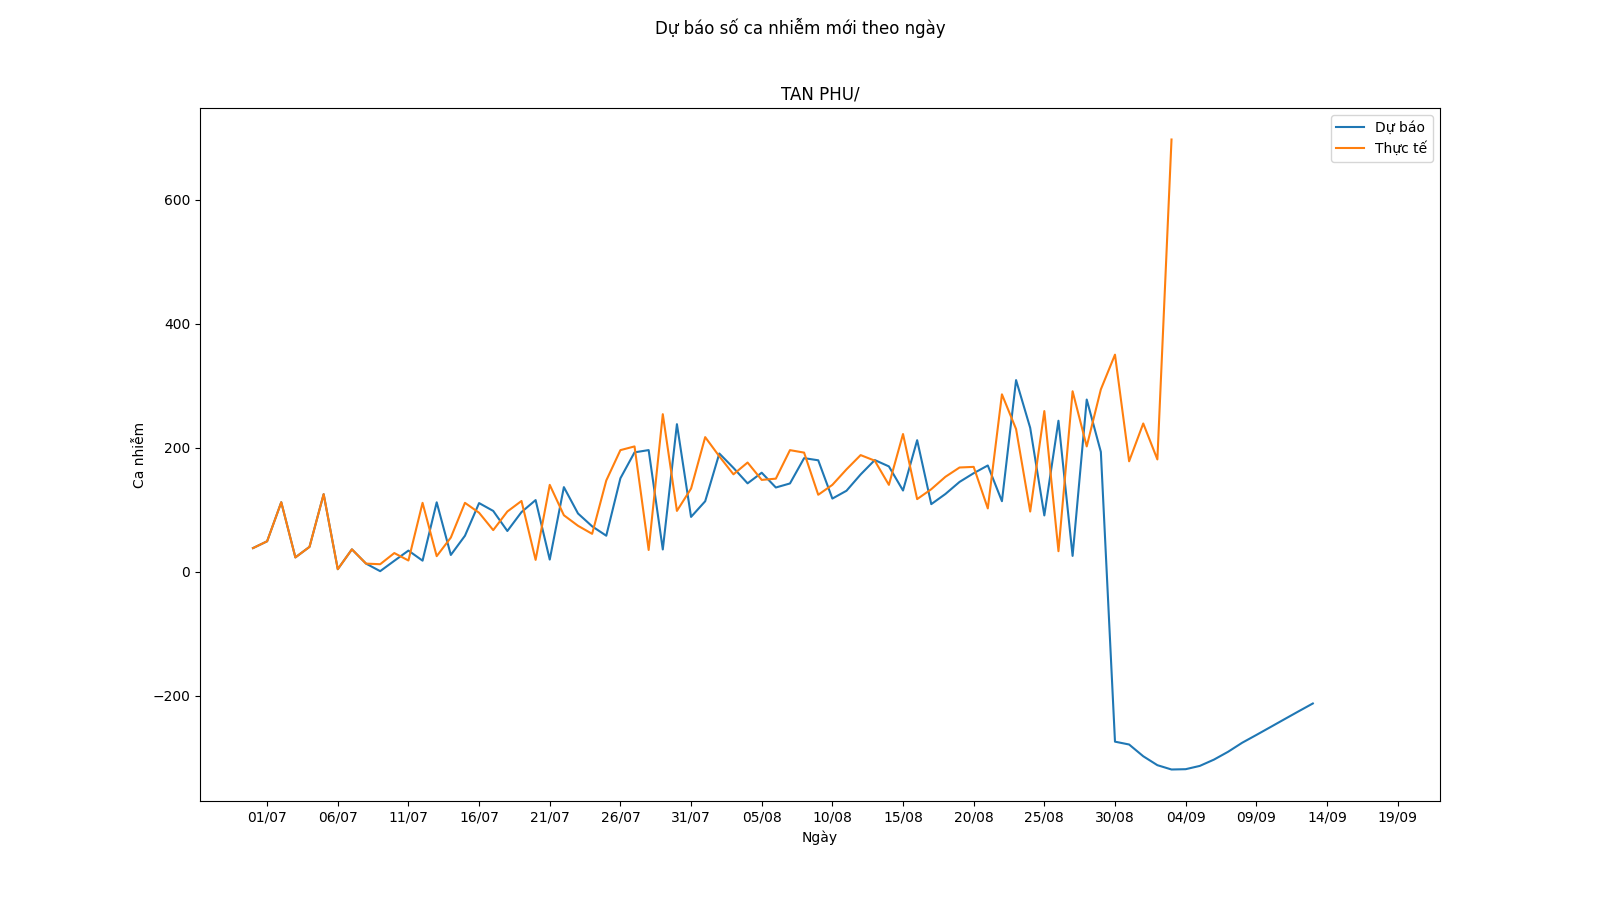 Dự báo số ca nhiễm mới theo ngày
TAN PHU/
Dự báo
Thực tế
600
400
200
0
−200
Ca nhiễm
01/07 06/07 11/07 16/07 21/07 26/07 31/07 05/08 10/08 15/08 20/08 25/08 30/08 04/09 09/09 14/09 19/09
Ngày